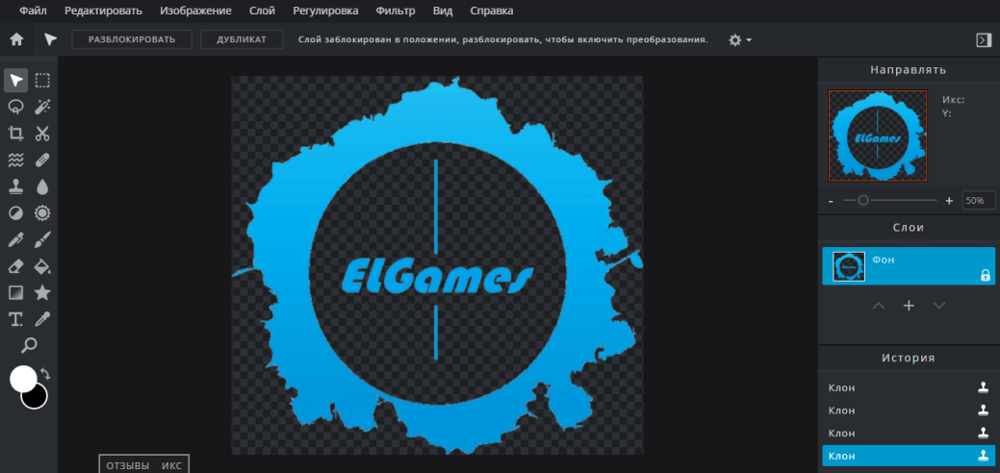 Файл Редактировать Изображение Слой Регулировка Фильтр Вид Справка
РАЗБЛОКИРОВАТЬ ДУБЛИКАТ Слой заблокирован в положении, разблокировать, чтобы включить преобразования.
Направлять
Икс:
Y:
ElGames
ElGames
- + 50%
Слои
Фон
История
Клон
Клон
Клон
Клон
ОТЗЫВЫ ИКС